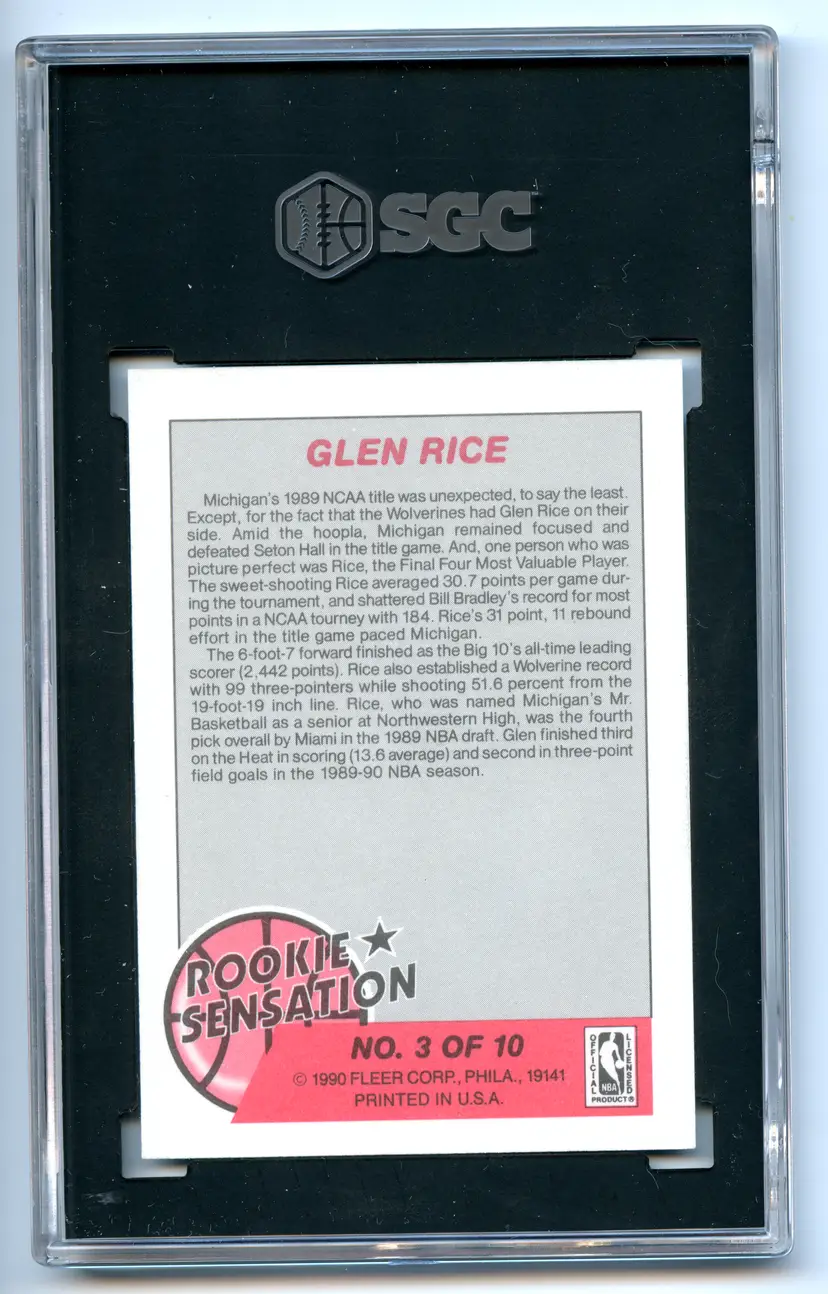 SGC
GLEN RICE
Michigan's 1989 NCAA title was unexpected, to say the least.
Except, for the fact that the Wolverines had Glen Rice on their
side. Amid the hoopla, Michigan remained focused and
defeated Seton Hall in the title game. And, one person who was
picture perfect was Rice, the Final Four Most Valuable Player.
The sweet-shooting Rice averaged 30.7 points per game dur-
ing the tournament, and shattered Bill Bradley's record for most
points in a NCAA tourney with 184. Rice's 31 point, 11 rebound
effort in the title game paced Michigan.
The 6-foot-7 forward finished as the Big 10's all-time leading
scorer (2,442 points). Rice also established a Wolverine record
with 99 three-pointers while shooting 51.6 percent from the
19-foot-19 inch line. Rice, who was named Michigan's Mr.
Basketball as a senior at Northwestern High, was the fourth
pick overall by Miami in the 1989 NBA draft. Glen finished third
on the Heat in scoring (13.6 average) and second in three-point
field goals in the 1989-90 NBA season.
ROOKIE
SENSATION
NO. 3 OF 10
© 1990 FLEER CORP., PHILA., 19141
PRINTED IN U.S.A.
OFFICIAL
LICENSED
NBA
PRODUCT®